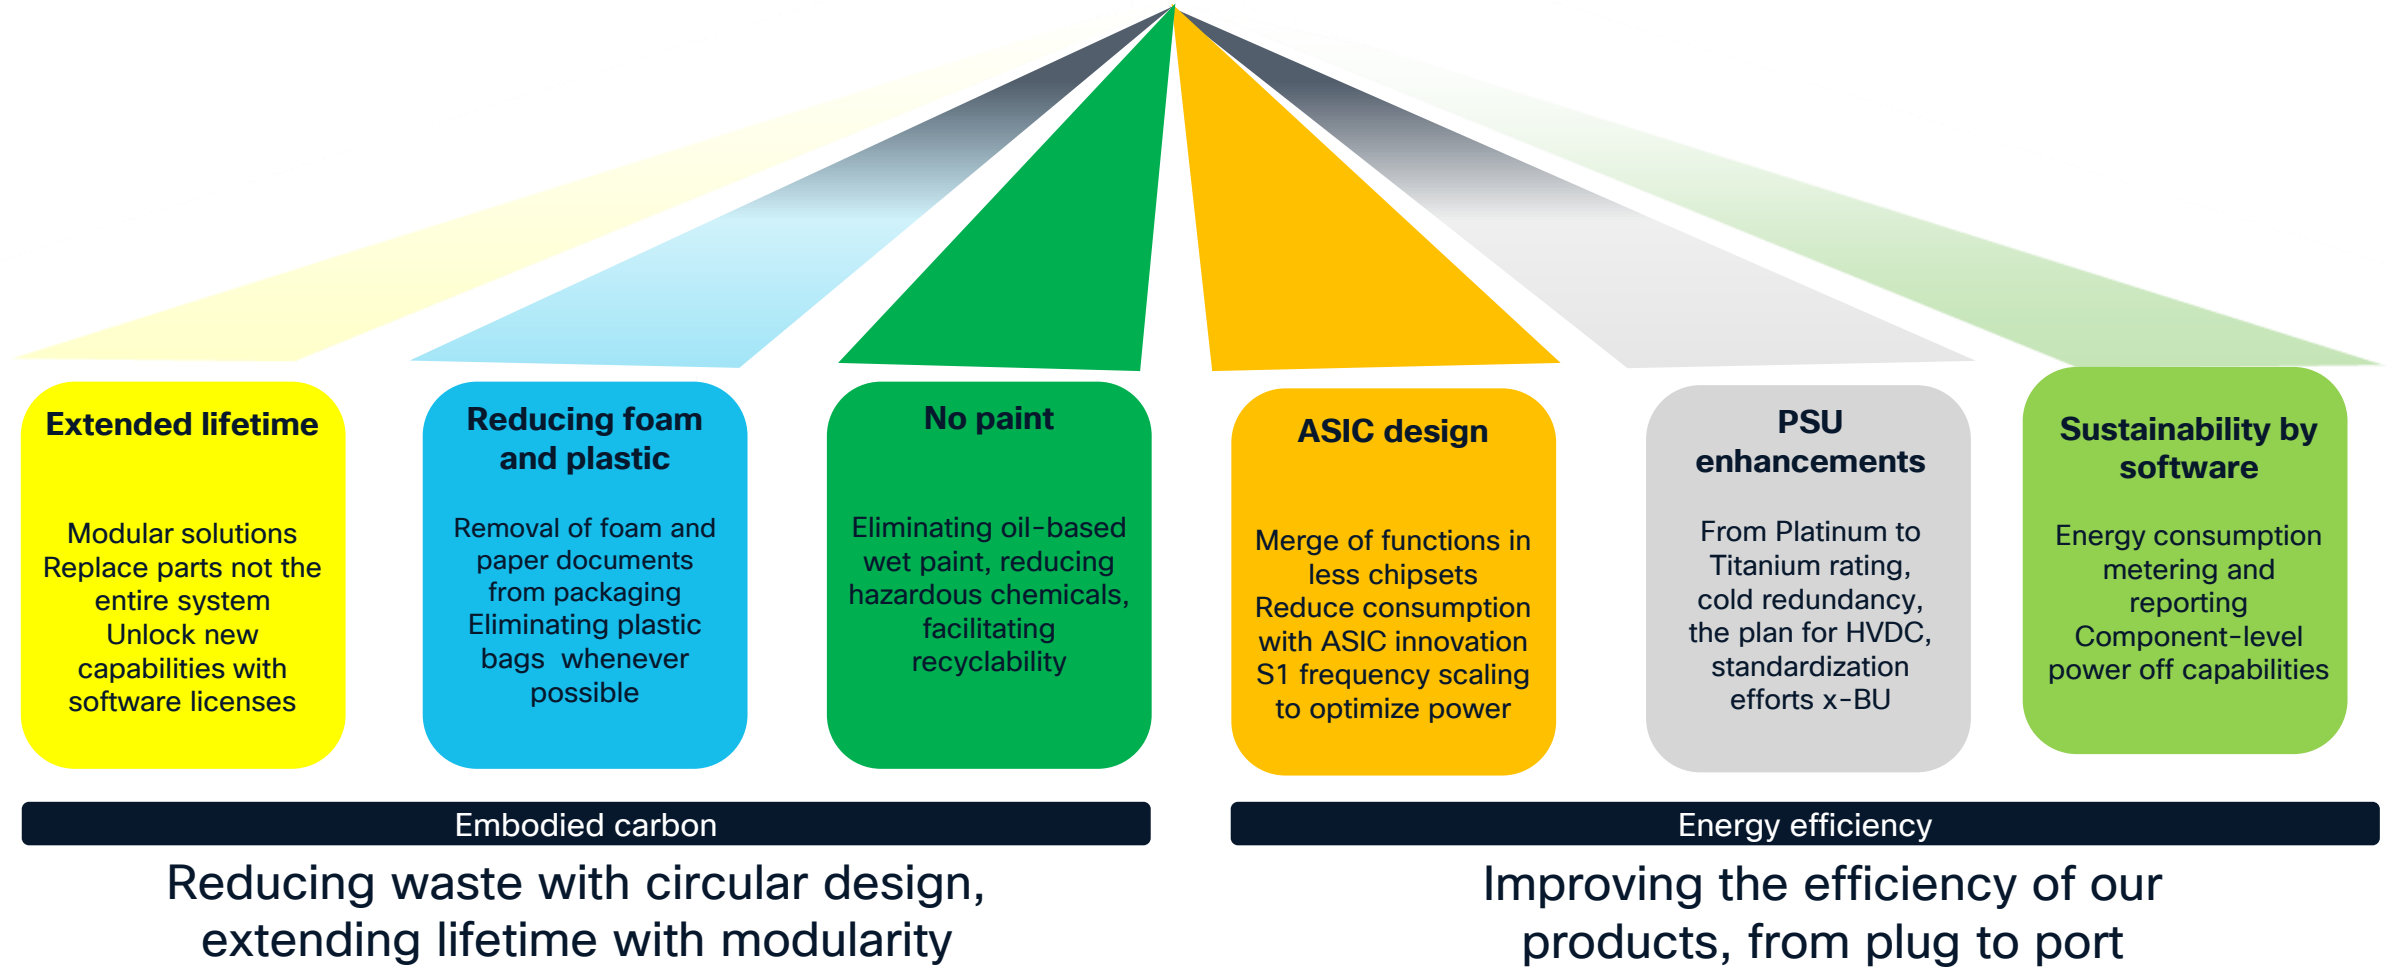 Extended lifetime
Modular solutions
Replace parts not the
entire system
Unlock new
capabilities with
software licenses
Reducing foam
and plastic
Removal of foam and
paper documents
from packaging
Eliminating plastic
bags  whenever
possible
No paint
Eliminating oil-based
wet paint, reducing
hazardous chemicals,
facilitating
recyclability
ASIC design
Merge of functions in
less chipsets
Reduce consumption
with ASIC innovation
S1 frequency scaling
to optimize power
PSU
enhancements
From Platinum to
Titanium rating,
cold redundancy,
the plan for HVDC,
standardization
efforts x-BU
Sustainability by
software
Energy consumption
metering and
reporting
Component-level
power off capabilities
Embodied carbon
Reducing waste with circular design,
extending lifetime with modularity
Energy efficiency
Improving the efficiency of our
products, from plug to port